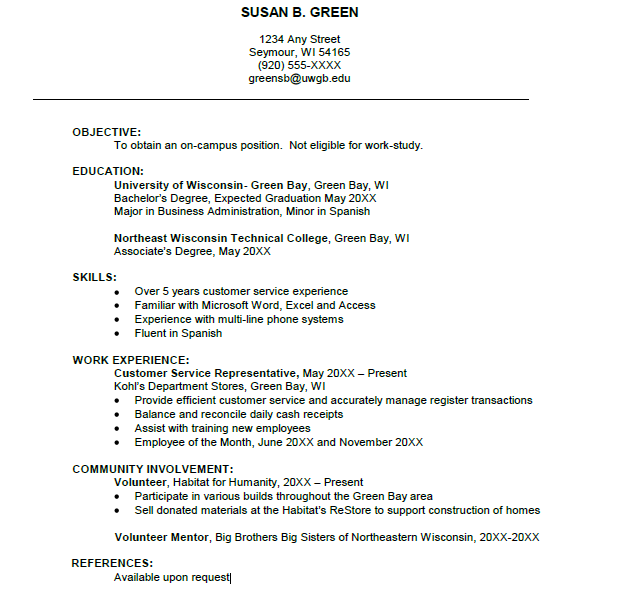 SUSAN B. GREEN
1234 Any Street
Seymour, WI 54165
(920) 555-XXXX
greensb@uwgb.edu
OBJECTIVE:
To obtain an on-campus position.  Not eligible for work-study.
EDUCATION:
University of Wisconsin- Green Bay, Green Bay, WI
Bachelor's Degree, Expected Graduation May 20XX
Major in Business Administration, Minor in Spanish
Northeast Wisconsin Technical College, Green Bay, WI
Associate's Degree, May 20XX
SKILLS:
• Over 5 years customer service experience
• Familiar with Microsoft Word, Excel and Access
• Experience with multi-line phone systems
• Fluent in Spanish
WORK EXPERIENCE:
Customer Service Representative, May 20XX – Present
Kohl's Department Stores, Green Bay, WI
• Provide efficient customer service and accurately manage register transactions
• Balance and reconcile daily cash receipts
• Assist with training new employees
• Employee of the Month, June 20XX and November 20XX
COMMUNITY INVOLVEMENT:
Volunteer, Habitat for Humanity, 20XX – Present
• Participate in various builds throughout the Green Bay area
• Sell donated materials at the Habitat's ReStore to support construction of homes
Volunteer Mentor, Big Brothers Big Sisters of Northeastern Wisconsin, 20XX-20XX
REFERENCES:
Available upon request